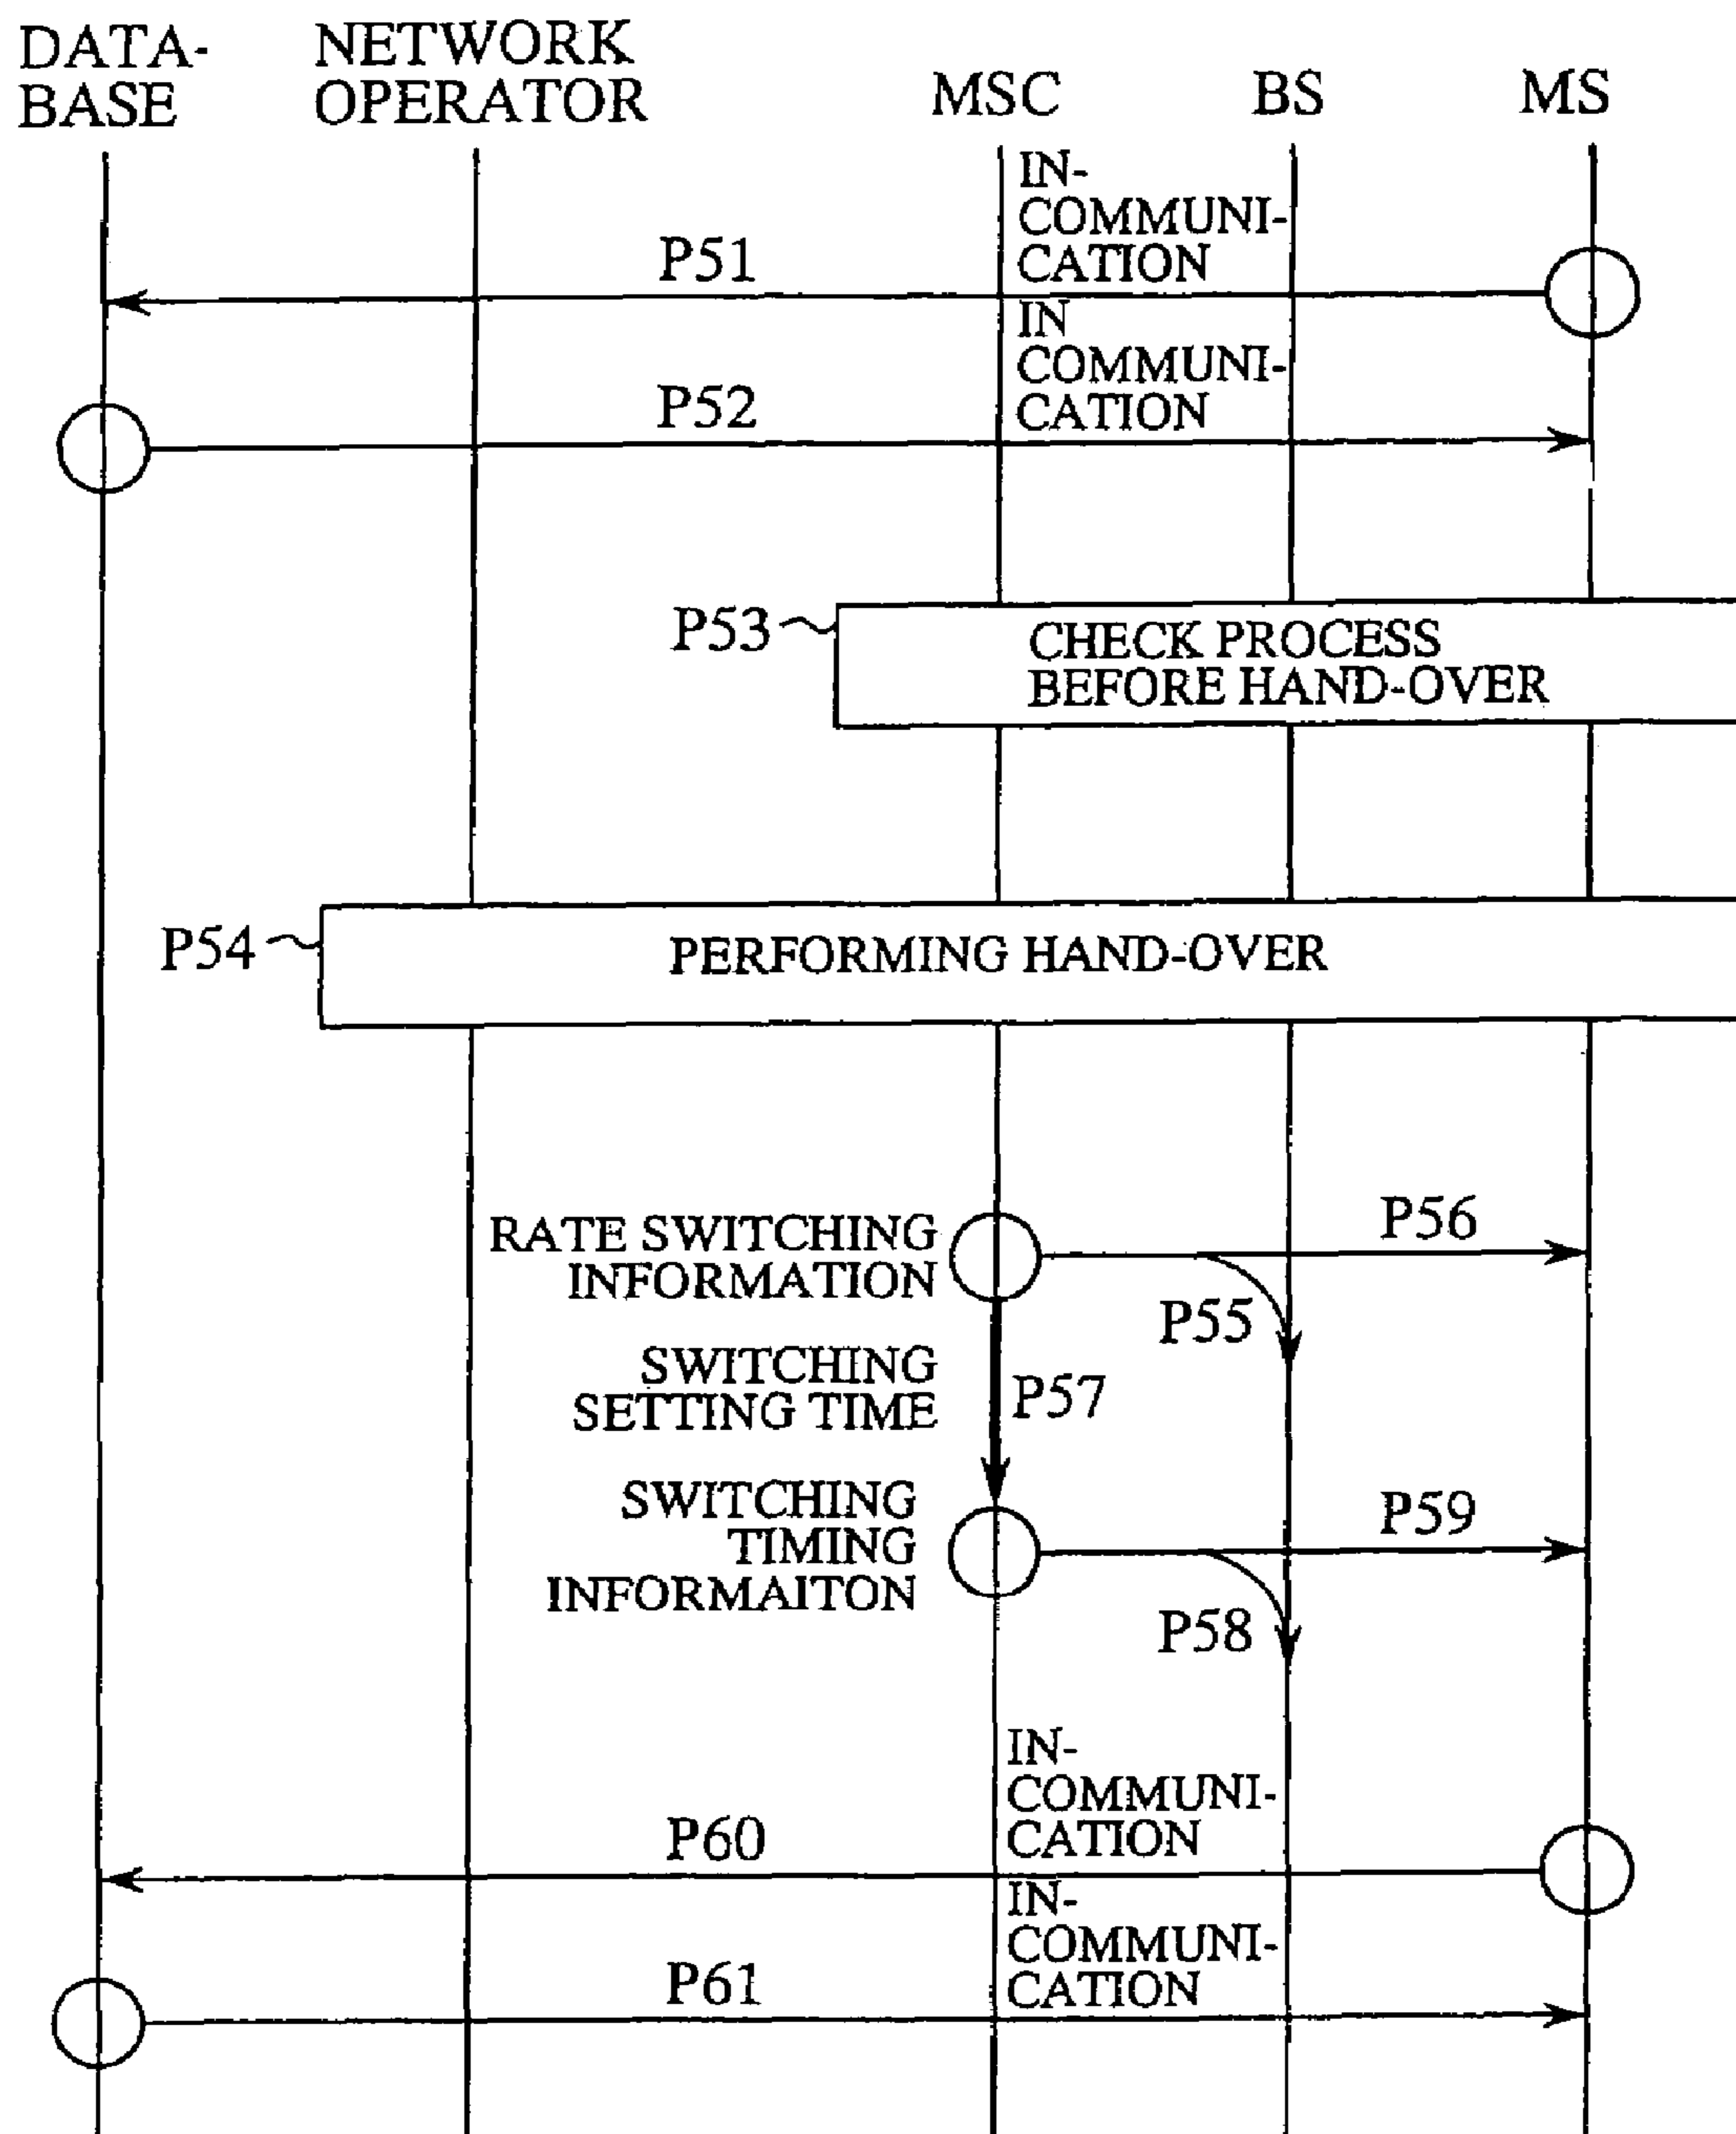 DATA-
BASE
NETWORK
OPERATOR
MSC
BS
MS
IN-
COMMUNI-
CATION
P51
IN
COMMUNI-
CATION
P52
P53
CHECK PROCESS
BEFORE HAND-OVER
P54
PERFORMING HAND-OVER
RATE SWITCHING
INFORMATION
P56
P55
SWITCHING
SETTING TIME
P57
SWITCHING
TIMING
INFORMAITON
P59
P58
IN-
COMMUNI-
CATION
P60
IN-
COMMUNI-
CATION
P61